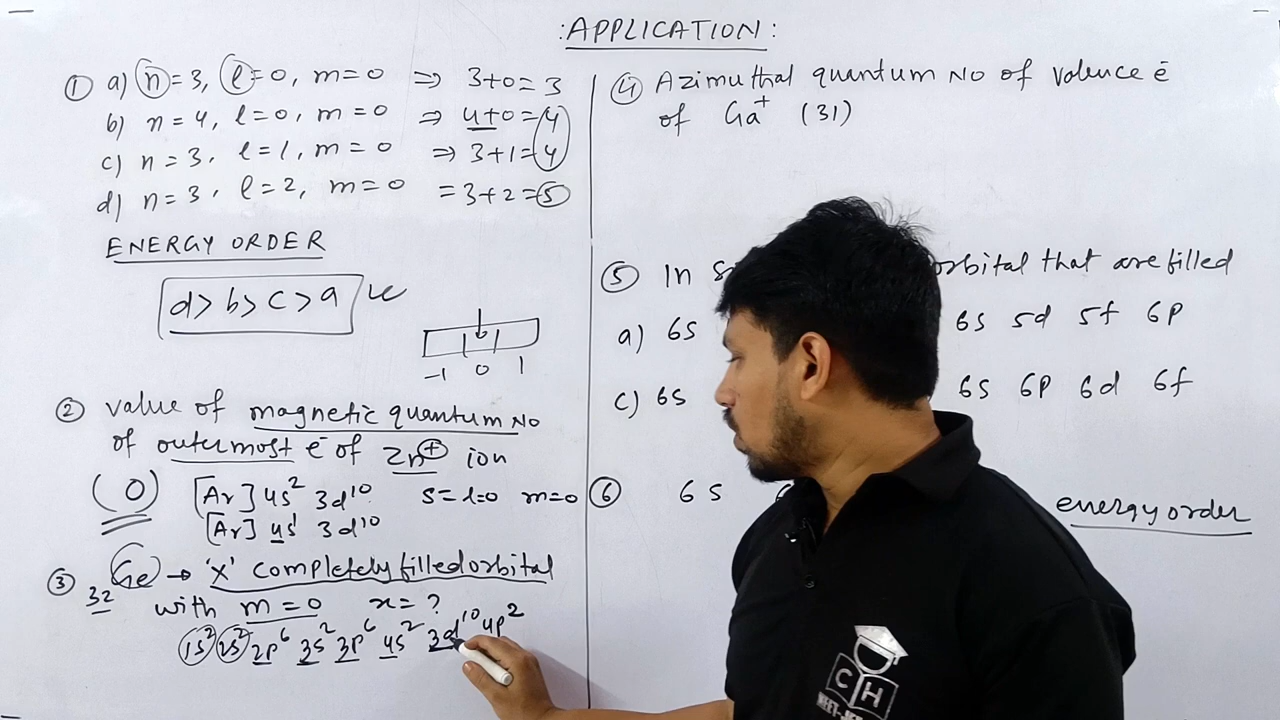 : APPLICATION :
① a) n=3, l=0, m=0 ⇒ 3+0=3
b) n=4, l=0, m=0 ⇒ 4+0=4
c) n=3, l=1, m=0 ⇒ 3+1=4
d) n=3, l=2, m=0 =3+2=5
ENERGY ORDER
d>b>c>a
-1 0 1
② value of magnetic quantum No
of outermost e⁻ of Zn⁺ ion
(0) [Ar] 4s² 3d¹⁰ s=l=0 m=0
[Ar] 4s¹ 3d¹⁰
③ ₃₂Ge → 'x' completely filled orbital
with m=0 x=?
1s² 2s² 2p⁶ 3s² 3p⁶ 4s² 3d¹⁰ 4p²
④ Azimuthal quantum No of valence e⁻
of Ga⁺ (31)
⑤ In orbital that are filled
a) 6s 6s 5d 5f 6p
c) 6s 6s 6p 6d 6f
⑥ 6s energy order
CH